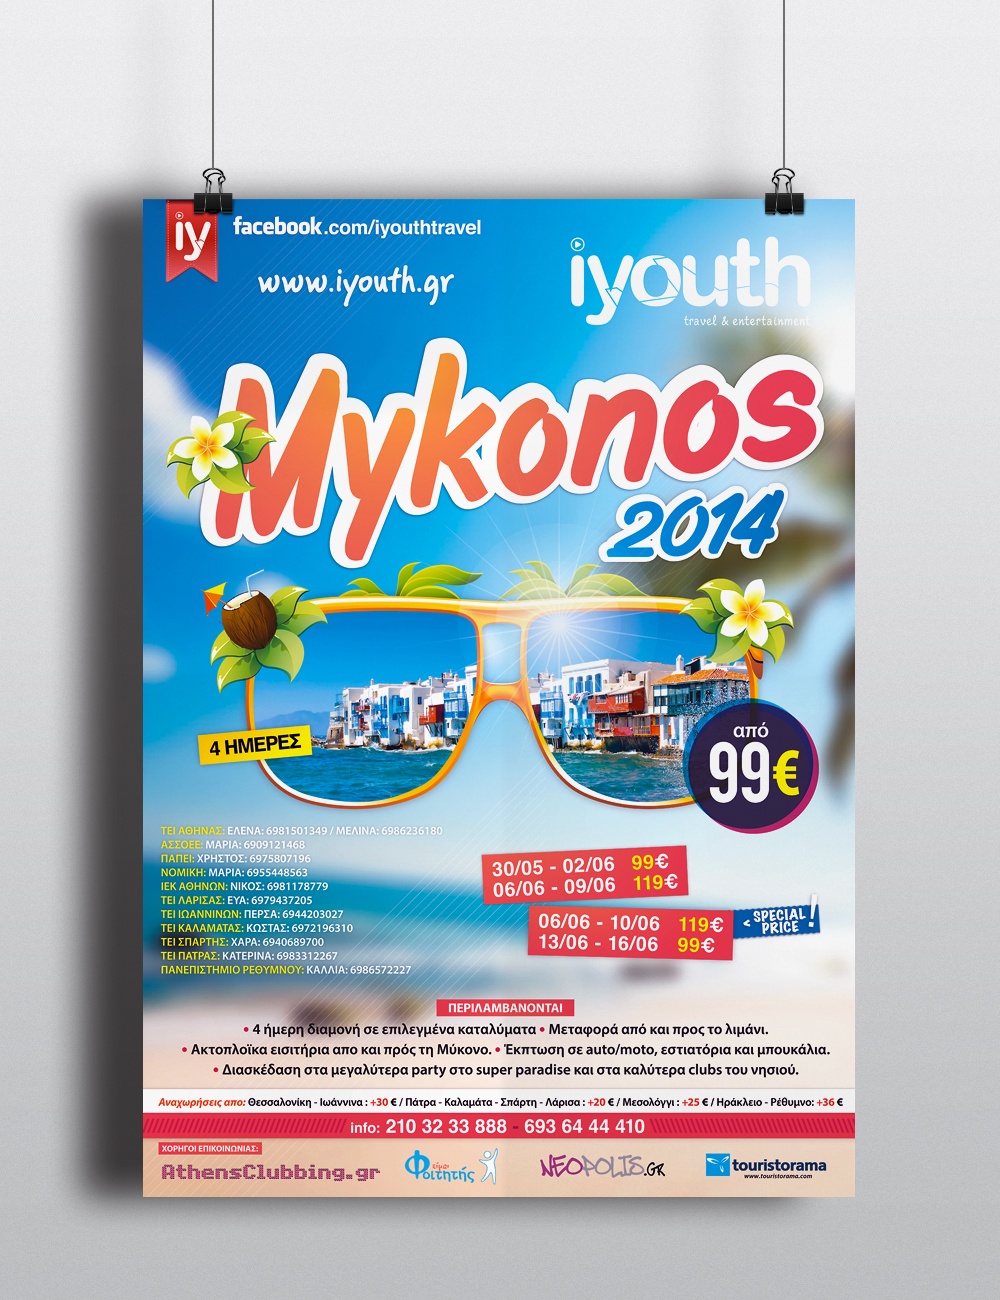 iy
facebook.com/iyouthtravel
www.iyouth.gr
iyouth
travel & entertainment
Mykonos
2014
4 ΗΜΕΡΕΣ
από
99€
ΤΕΙ ΑΘΗΝΑΣ: ΕΛΕΝΑ: 6981501349 / ΜΕΛΙΝΑ: 6986236180
ΑΣΣΟΕΕ: ΜΑΡΙΑ: 6909121468
ΠΑΠΕΙ: ΧΡΗΣΤΟΣ: 6975807196
ΝΟΜΙΚΗ: ΜΑΡΙΑ: 6955448563
ΙΕΚ ΑΘΗΝΩΝ: ΝΙΚΟΣ: 6981178779
ΤΕΙ ΛΑΡΙΣΑΣ: ΕΥΑ: 6979437205
ΤΕΙ ΙΩΑΝΝΙΝΩΝ: ΠΕΡΣΑ: 6944203027
ΤΕΙ ΚΑΛΑΜΑΤΑΣ: ΚΩΣΤΑΣ: 6972196310
ΤΕΙ ΣΠΑΡΤΗΣ: ΧΑΡΑ: 6940689700
ΤΕΙ ΠΑΤΡΑΣ: ΚΑΤΕΡΙΝΑ: 6983312267
ΠΑΝΕΠΙΣΤΗΜΙΟ ΡΕΘΥΜΝΟΥ: ΚΑΛΛΙΑ: 6986572227
30/05 - 02/06 99€
06/06 - 09/06 119€
06/06 - 10/06 119€
13/06 - 16/06 99€
< SPECIAL PRICE !
ΠΕΡΙΛΑΜΒΑΝΟΝΤΑΙ
• 4 ήμερη διαμονή σε επιλεγμένα καταλύματα • Μεταφορά από και προς το λιμάνι.
• Ακτοπλοϊκα εισιτήρια απο και πρός τη Μύκονο. • Έκπτωση σε auto/moto, εστιατόρια και μπουκάλια.
• Διασκέδαση στα μεγαλύτερα party στο super paradise και στα καλύτερα clubs του νησιού.
Αναχωρήσεις απο: Θεσσαλονίκη - Ιωάννινα : +30 € / Πάτρα - Καλαμάτα - Σπάρτη - Λάρισα : +20 € / Μεσολόγγι : +25 € / Ηράκλειο - Ρέθυμνο: +36 €
info: 210 32 33 888 - 693 64 44 410
ΧΟΡΗΓΟΙ ΕΠΙΚΟΙΝΩΝΙΑΣ:
AthensClubbing.gr
είμαι
Φοιτητής
NEOPOLIS.GR
touristorama
www.touristorama.com